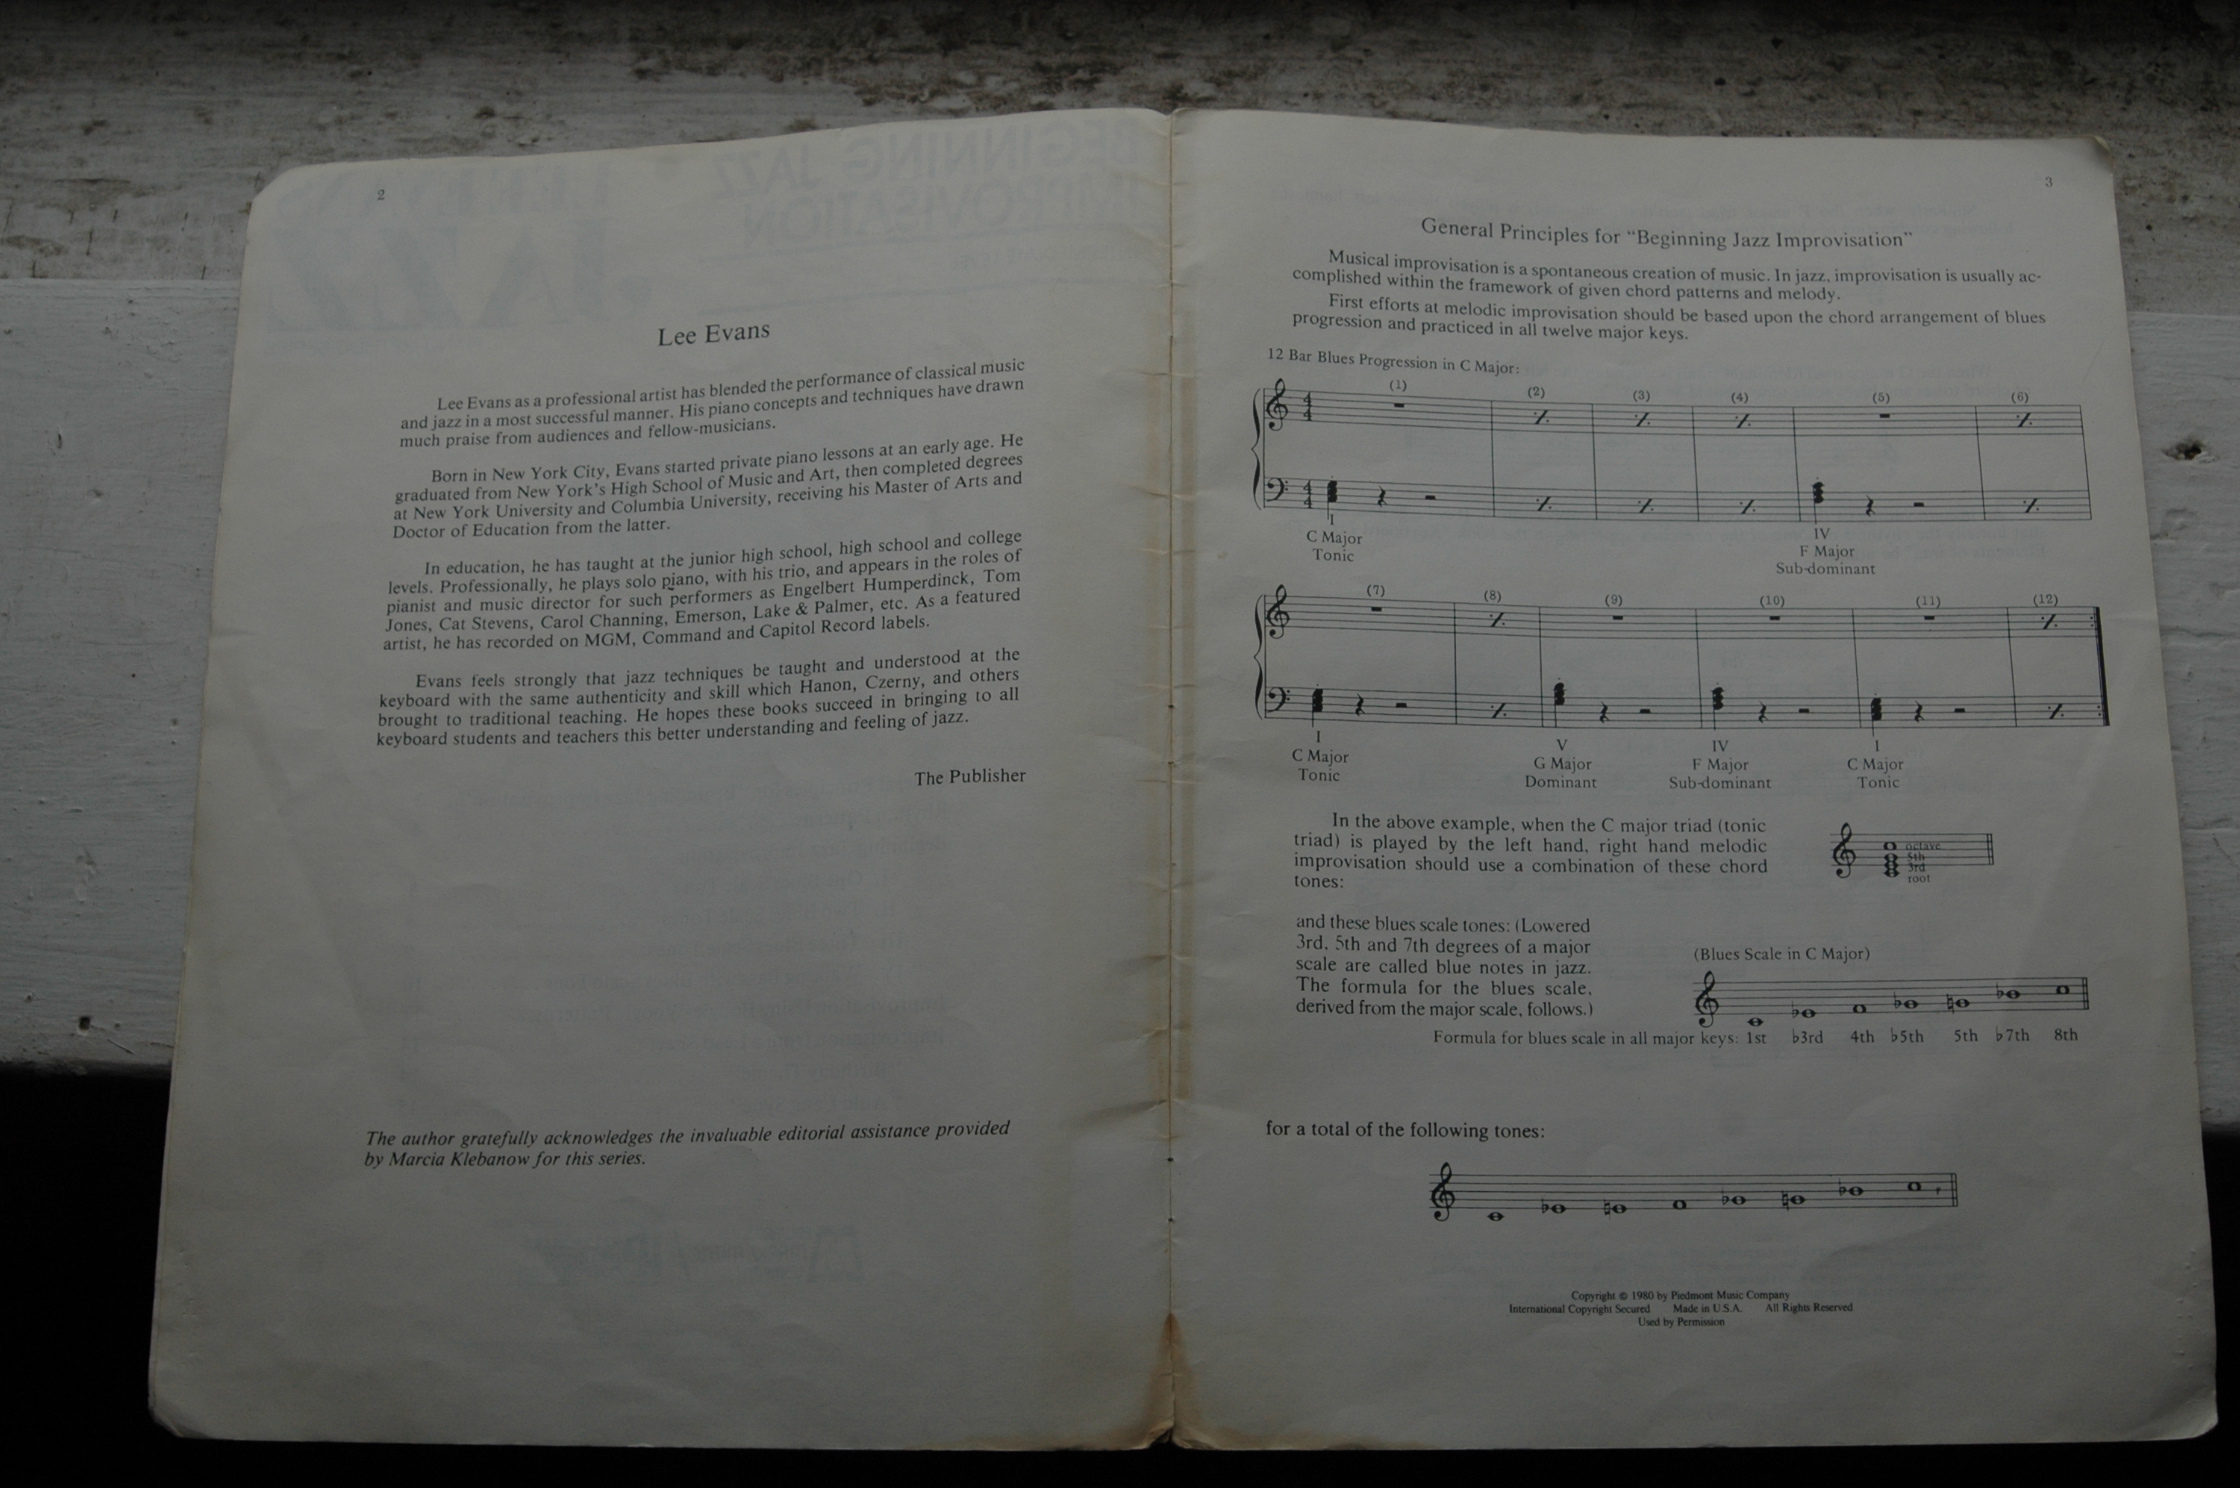 2
Lee Evans
Lee Evans as a professional artist has blended the performance of classical music
and jazz in a most successful manner. His piano concepts and techniques have drawn
much praise from audiences and fellow-musicians.
Born in New York City, Evans started private piano lessons at an early age. He
graduated from New York's High School of Music and Art, then completed degrees
at New York University and Columbia University, receiving his Master of Arts and
Doctor of Education from the latter.
In education, he has taught at the junior high school, high school and college
levels. Professionally, he plays solo piano, with his trio, and appears in the roles of
pianist and music director for such performers as Engelbert Humperdinck, Tom
Jones, Cat Stevens, Carol Channing, Emerson, Lake & Palmer, etc. As a featured
artist, he has recorded on MGM, Command and Capitol Record labels.
Evans feels strongly that jazz techniques be taught and understood at the
keyboard with the same authenticity and skill which Hanon, Czerny, and others
brought to traditional teaching. He hopes these books succeed in bringing to all
keyboard students and teachers this better understanding and feeling of jazz.
The Publisher
The author gratefully acknowledges the invaluable editorial assistance provided
by Marcia Klebanow for this series.
3
General Principles for "Beginning Jazz Improvisation"
Musical improvisation is a spontaneous creation of music. In jazz, improvisation is usually ac-
complished within the framework of given chord patterns and melody.
First efforts at melodic improvisation should be based upon the chord arrangement of blues
progression and practiced in all twelve major keys.
12 Bar Blues Progression in C Major:
(1) (2) (3) (4) (5) (6)
4 4
4 4
I IV
C Major F Major
Tonic Sub-dominant
(7) (8) (9) (10) (11) (12)
I V IV I
C Major G Major F Major C Major
Tonic Dominant Sub-dominant Tonic
In the above example, when the C major triad (tonic
triad) is played by the left hand, right hand melodic
improvisation should use a combination of these chord
tones:
octave
5th
3rd
root
and these blues scale tones: (Lowered
3rd, 5th and 7th degrees of a major
scale are called blue notes in jazz.
The formula for the blues scale,
derived from the major scale, follows.)
(Blues Scale in C Major)
Formula for blues scale in all major keys: 1st ♭3rd 4th ♭5th 5th ♭7th 8th
for a total of the following tones:
Copyright © 1980 by Piedmont Music Company
International Copyright Secured Made in U.S.A. All Rights Reserved
Used by Permission